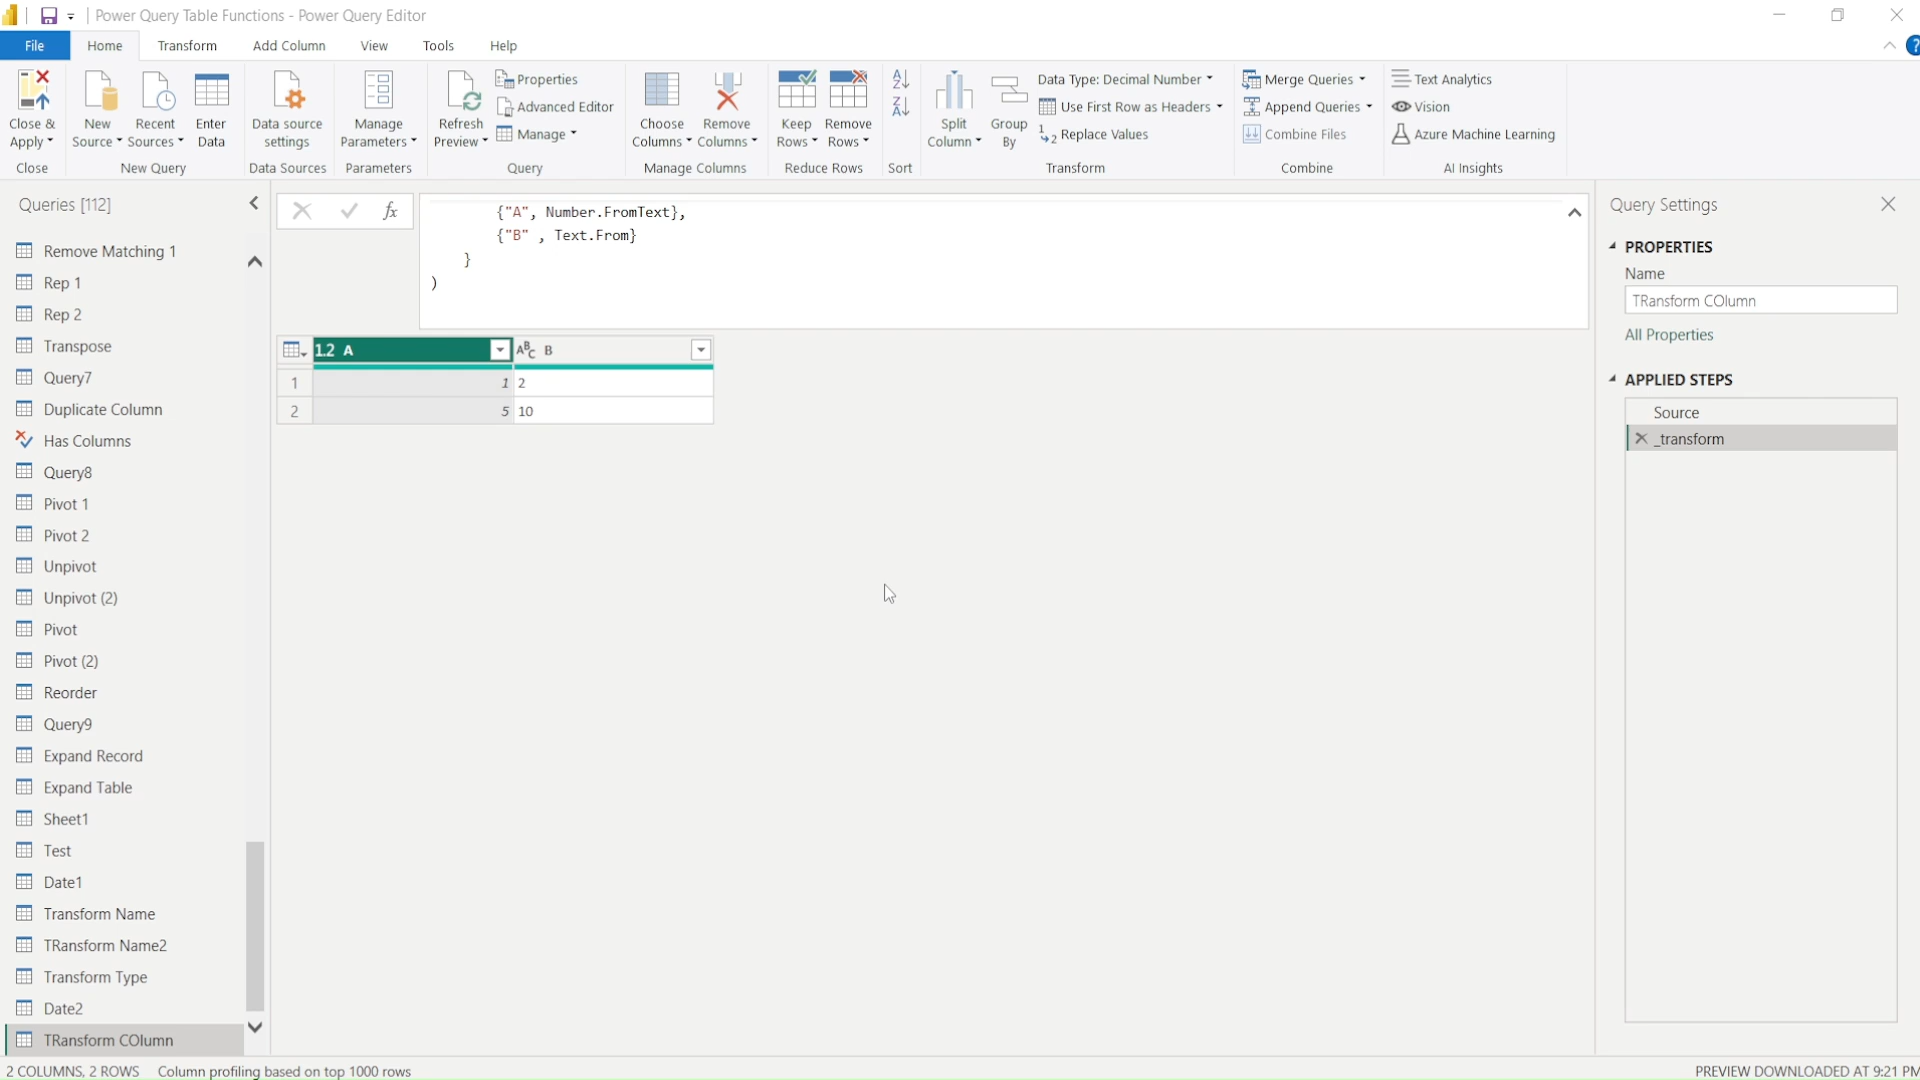 Power Query Table Functions - Power Query Editor
File Home Transform Add Column View Tools Help
Close & Apply
Close
New Source
Recent Sources
Enter Data
New Query
Data source settings
Data Sources
Manage Parameters
Parameters
Refresh Preview
Properties
Advanced Editor
Manage
Query
Choose Columns
Remove Columns
Manage Columns
Keep Rows
Remove Rows
Reduce Rows
Sort
Split Column
Group By
Data Type: Decimal Number
Use First Row as Headers
Replace Values
Transform
Merge Queries
Append Queries
Combine Files
Combine
Text Analytics
Vision
Azure Machine Learning
AI Insights
Queries [112]
Remove Matching 1
Rep 1
Rep 2
Transpose
Query7
Duplicate Column
Has Columns
Query8
Pivot 1
Pivot 2
Unpivot
Unpivot (2)
Pivot
Pivot (2)
Reorder
Query9
Expand Record
Expand Table
Sheet1
Test
Date1
Transform Name
TRansform Name2
Transform Type
Date2
TRansform COlumn
fx
{"A", Number.FromText},
{"B" , Text.From}
}
)
1.2 A ABC B
1 1 2
2 5 10
Query Settings
PROPERTIES
Name
TRansform COlumn
All Properties
APPLIED STEPS
Source
_transform
2 COLUMNS, 2 ROWS Column profiling based on top 1000 rows
PREVIEW DOWNLOADED AT 9:21 PM